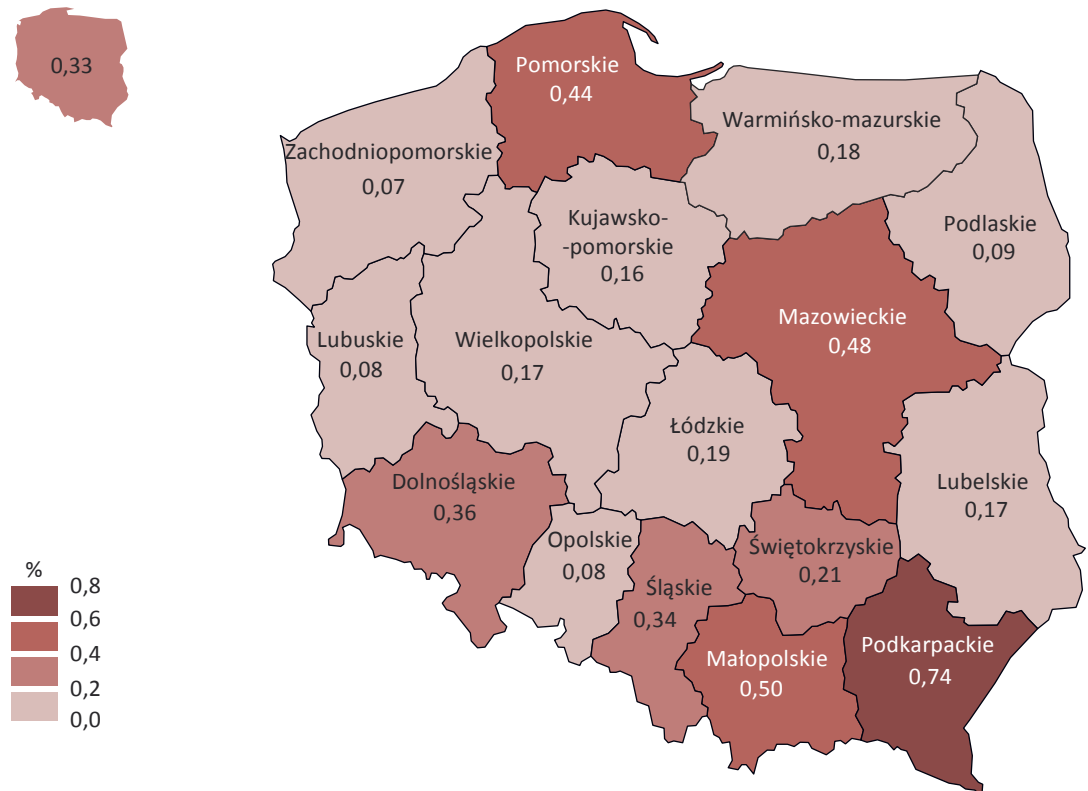 0,33
Pomorskie
0,44
Warmińsko-mazurskie
0,18
Zachodniopomorskie
0,07
Kujawsko-
-pomorskie
0,16
Podlaskie
0,09
Mazowieckie
0,48
Lubuskie
0,08
Wielkopolskie
0,17
Łódzkie
0,19
Dolnośląskie
0,36
Lubelskie
0,17
Opolskie
0,08
Świętokrzyskie
0,21
Śląskie
0,34
Małopolskie
0,50
Podkarpackie
0,74
%
0,8
0,6
0,4
0,2
0,0